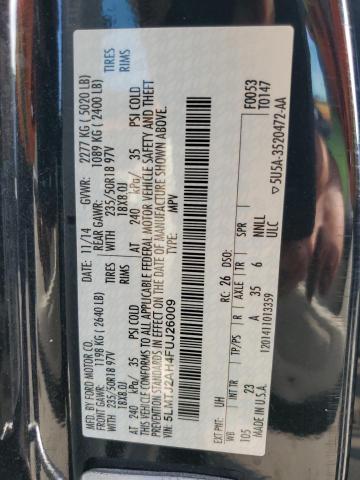 MFD. BY FORD MOTOR CO.
DATE: 11/14 GVWR: 2277 KG (5020 LB)
FRONT GAWR: 1198 KG (2640 LB) REAR GAWR: 1089 KG (2400 LB)
WITH 235/50R18 97V WITH 235/50R18 97V TIRES
18X8.0J 18X8.0J RIMS
AT 240 kPa/ 35 PSI COLD AT 240 kPa/ 35 PSI COLD
THIS VEHICLE CONFORMS TO ALL APPLICABLE FEDERAL MOTOR VEHICLE SAFETY AND THEFT
PREVENTION STANDARDS IN EFFECT ON THE DATE OF MANUFACTURE SHOWN ABOVE.
VIN: 5LMTJ2AH4FUJ26009
TYPE: MPV
F0053
T0147
EXT PNT: UH RC: 26 DSO:
WB INT TR TP/PS R AXLE TR SPR
105 23 A 35 6 NNLL
MADE IN U.S.A. 1201411013359 ULC
▽5U5A-3520472-AA
TIRES
RIMS